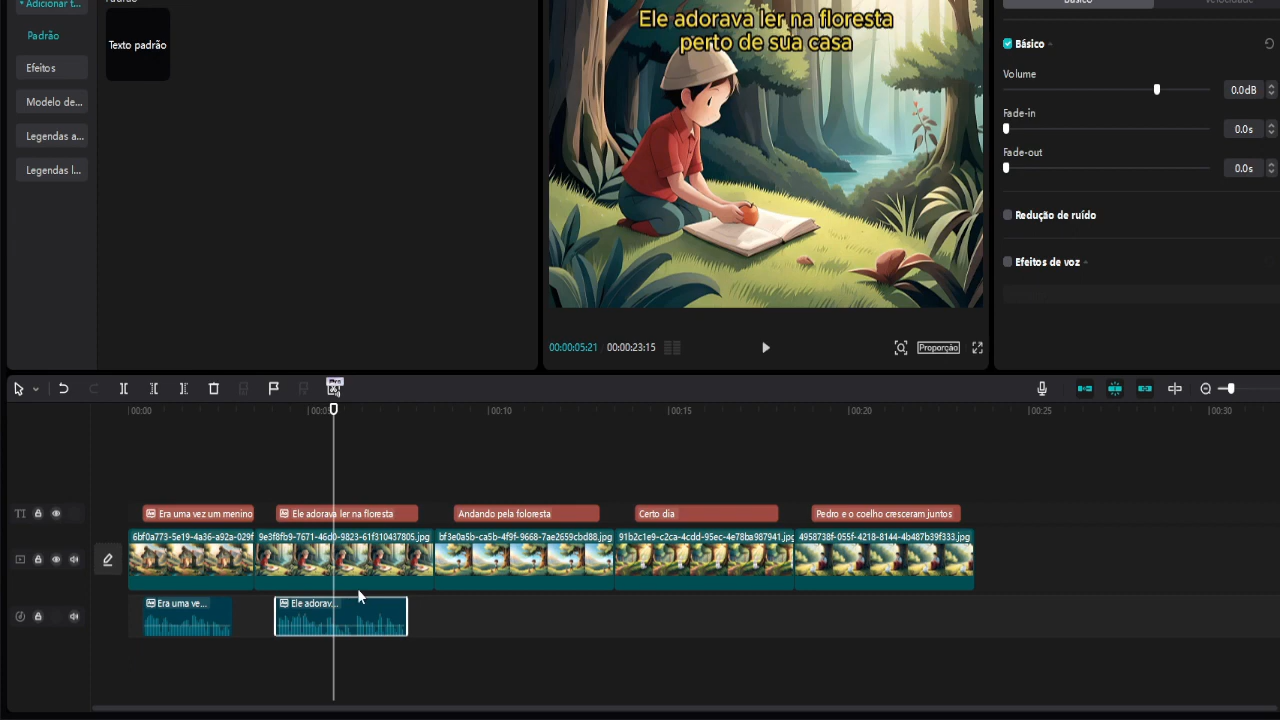 Adicionar t...
Padrão
Efeitos
Modelo de...
Legendas a...
Legendas l...
Padrão
Texto padrão
Ele adorava ler na floresta
perto de sua casa
00:00:05:21
00:00:23:15
Proporção
Básico
Velocidade
Básico
Volume
0.0dB
Fade-in
0.0s
Fade-out
0.0s
Redução de ruído
Efeitos de voz
Pro
00:00
00:05
00:10
00:15
00:20
00:25
00:30
TI
Era uma vez um menino
Ele adorava ler na floresta
Andando pela foloresta
Certo dia
Pedro e o coelho cresceram juntos
6bf0a773-5e19-4a36-a92a-029f
9e3f8fb9-7671-46d0-9823-61f310437805.jpg
bf3e0a5b-ca5b-4f9f-9668-7ae2659cbd88.jpg
91b2c1e9-c2ca-4cdd-95ec-4e78ba987941.jpg
4958738f-055f-4218-8144-4b487b39f333.jpg
Era uma ve...
Ele adorav...